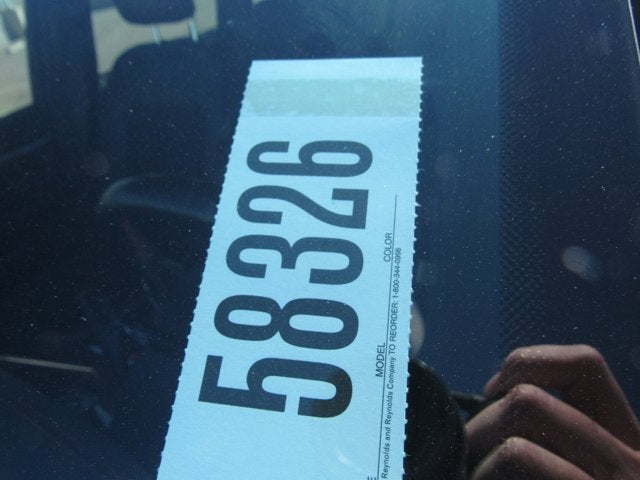 58326
MODEL COLOR
Reynolds and Reynolds Company TO REORDER: 1-800-344-0996